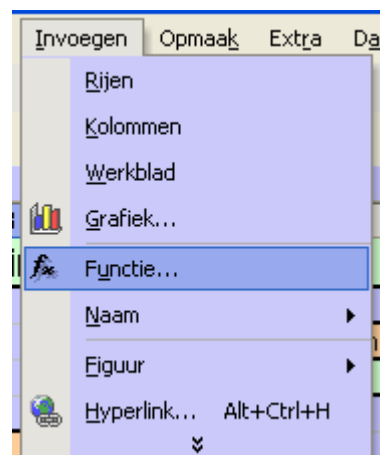 Invoegen Opmaak Extra Da
Rijen
Kolommen
Werkblad
Grafiek...
Functie...
Naam
Figuur
Hyperlink... Alt+Ctrl+H